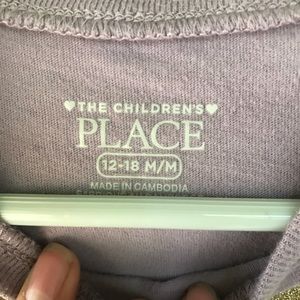 ♥THE CHILDREN'S♥
PLACE
12-18 M/M
MADE IN CAMBODIA